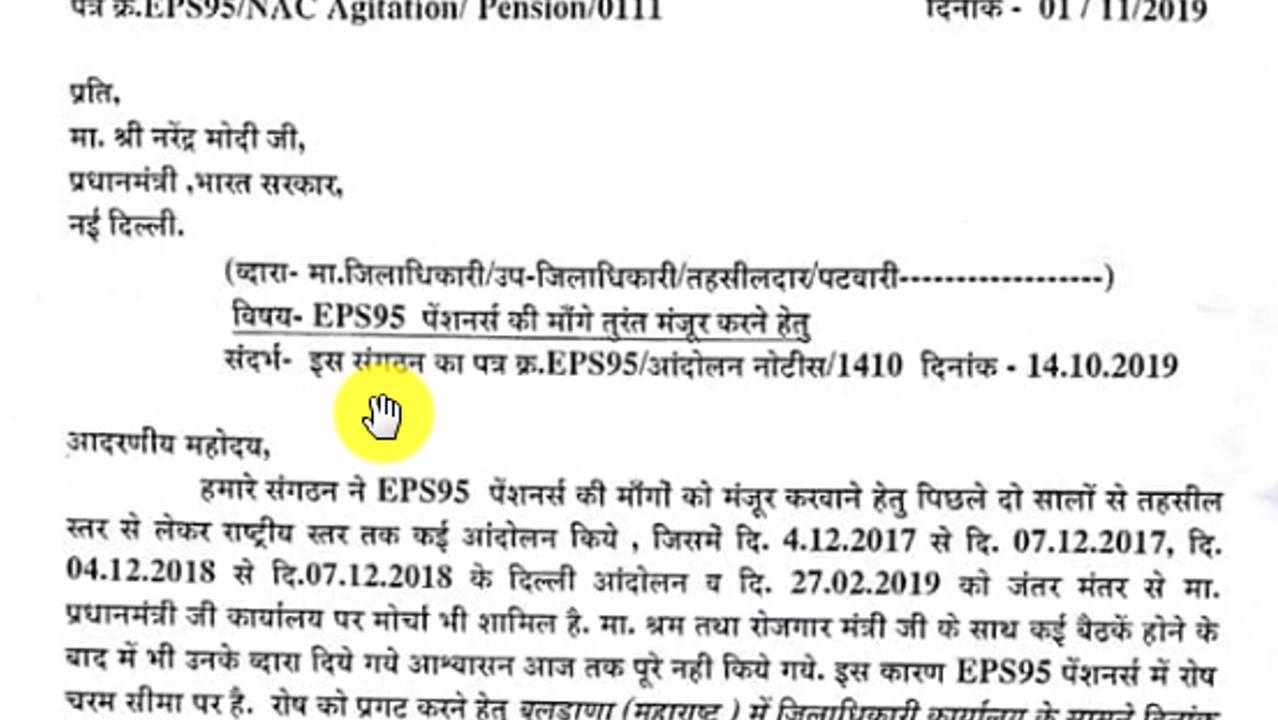 पत्र क्र.EPS95/NAC Agitation/ Pension/0111 दिनांक - 01 / 11/2019
प्रति,
मा. श्री नरेंद्र मोदी जी,
प्रधानमंत्री ,भारत सरकार,
नई दिल्ली.
(व्दारा- मा.जिलाधिकारी/उप-जिलाधिकारी/तहसीलदार/पटवारी------------------)
विषय- EPS95 पेंशनर्स की माँगे तुरंत मंजूर करने हेतु
संदर्भ- इस संगठन का पत्र क्र.EPS95/आंदोलन नोटीस/1410 दिनांक - 14.10.2019
आदरणीय महोदय,
हमारे संगठन ने EPS95 पेंशनर्स की माँगों को मंजूर करवाने हेतु पिछले दो सालों से तहसील
स्तर से लेकर राष्ट्रीय स्तर तक कई आंदोलन किये , जिसमें दि. 4.12.2017 से दि. 07.12.2017, दि.
04.12.2018 से दि.07.12.2018 के दिल्ली आंदोलन व दि. 27.02.2019 को जंतर मंतर से मा.
प्रधानमंत्री जी कार्यालय पर मोर्चा भी शामिल है. मा. श्रम तथा रोजगार मंत्री जी के साथ कई बैठकें होने के
बाद में भी उनके व्दारा दिये गये आश्वासन आज तक पूरे नही किये गये. इस कारण EPS95 पेंशनर्स में रोष
चरम सीमा पर है. रोष को प्रगट करने हेतु बुलडाणा (महाराष्ट्र ) में जिलाधिकारी कार्यालय के सामने दिनांक